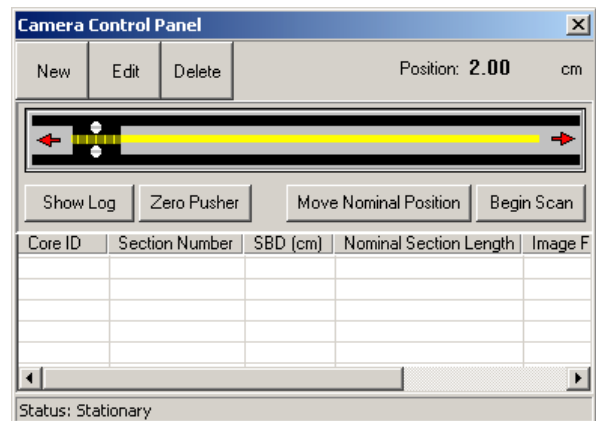 Camera Control Panel
New Edit Delete Position: 2.00 cm
Show Log Zero Pusher Move Nominal Position Begin Scan
Core ID Section Number SBD (cm) Nominal Section Length Image F
Status: Stationary